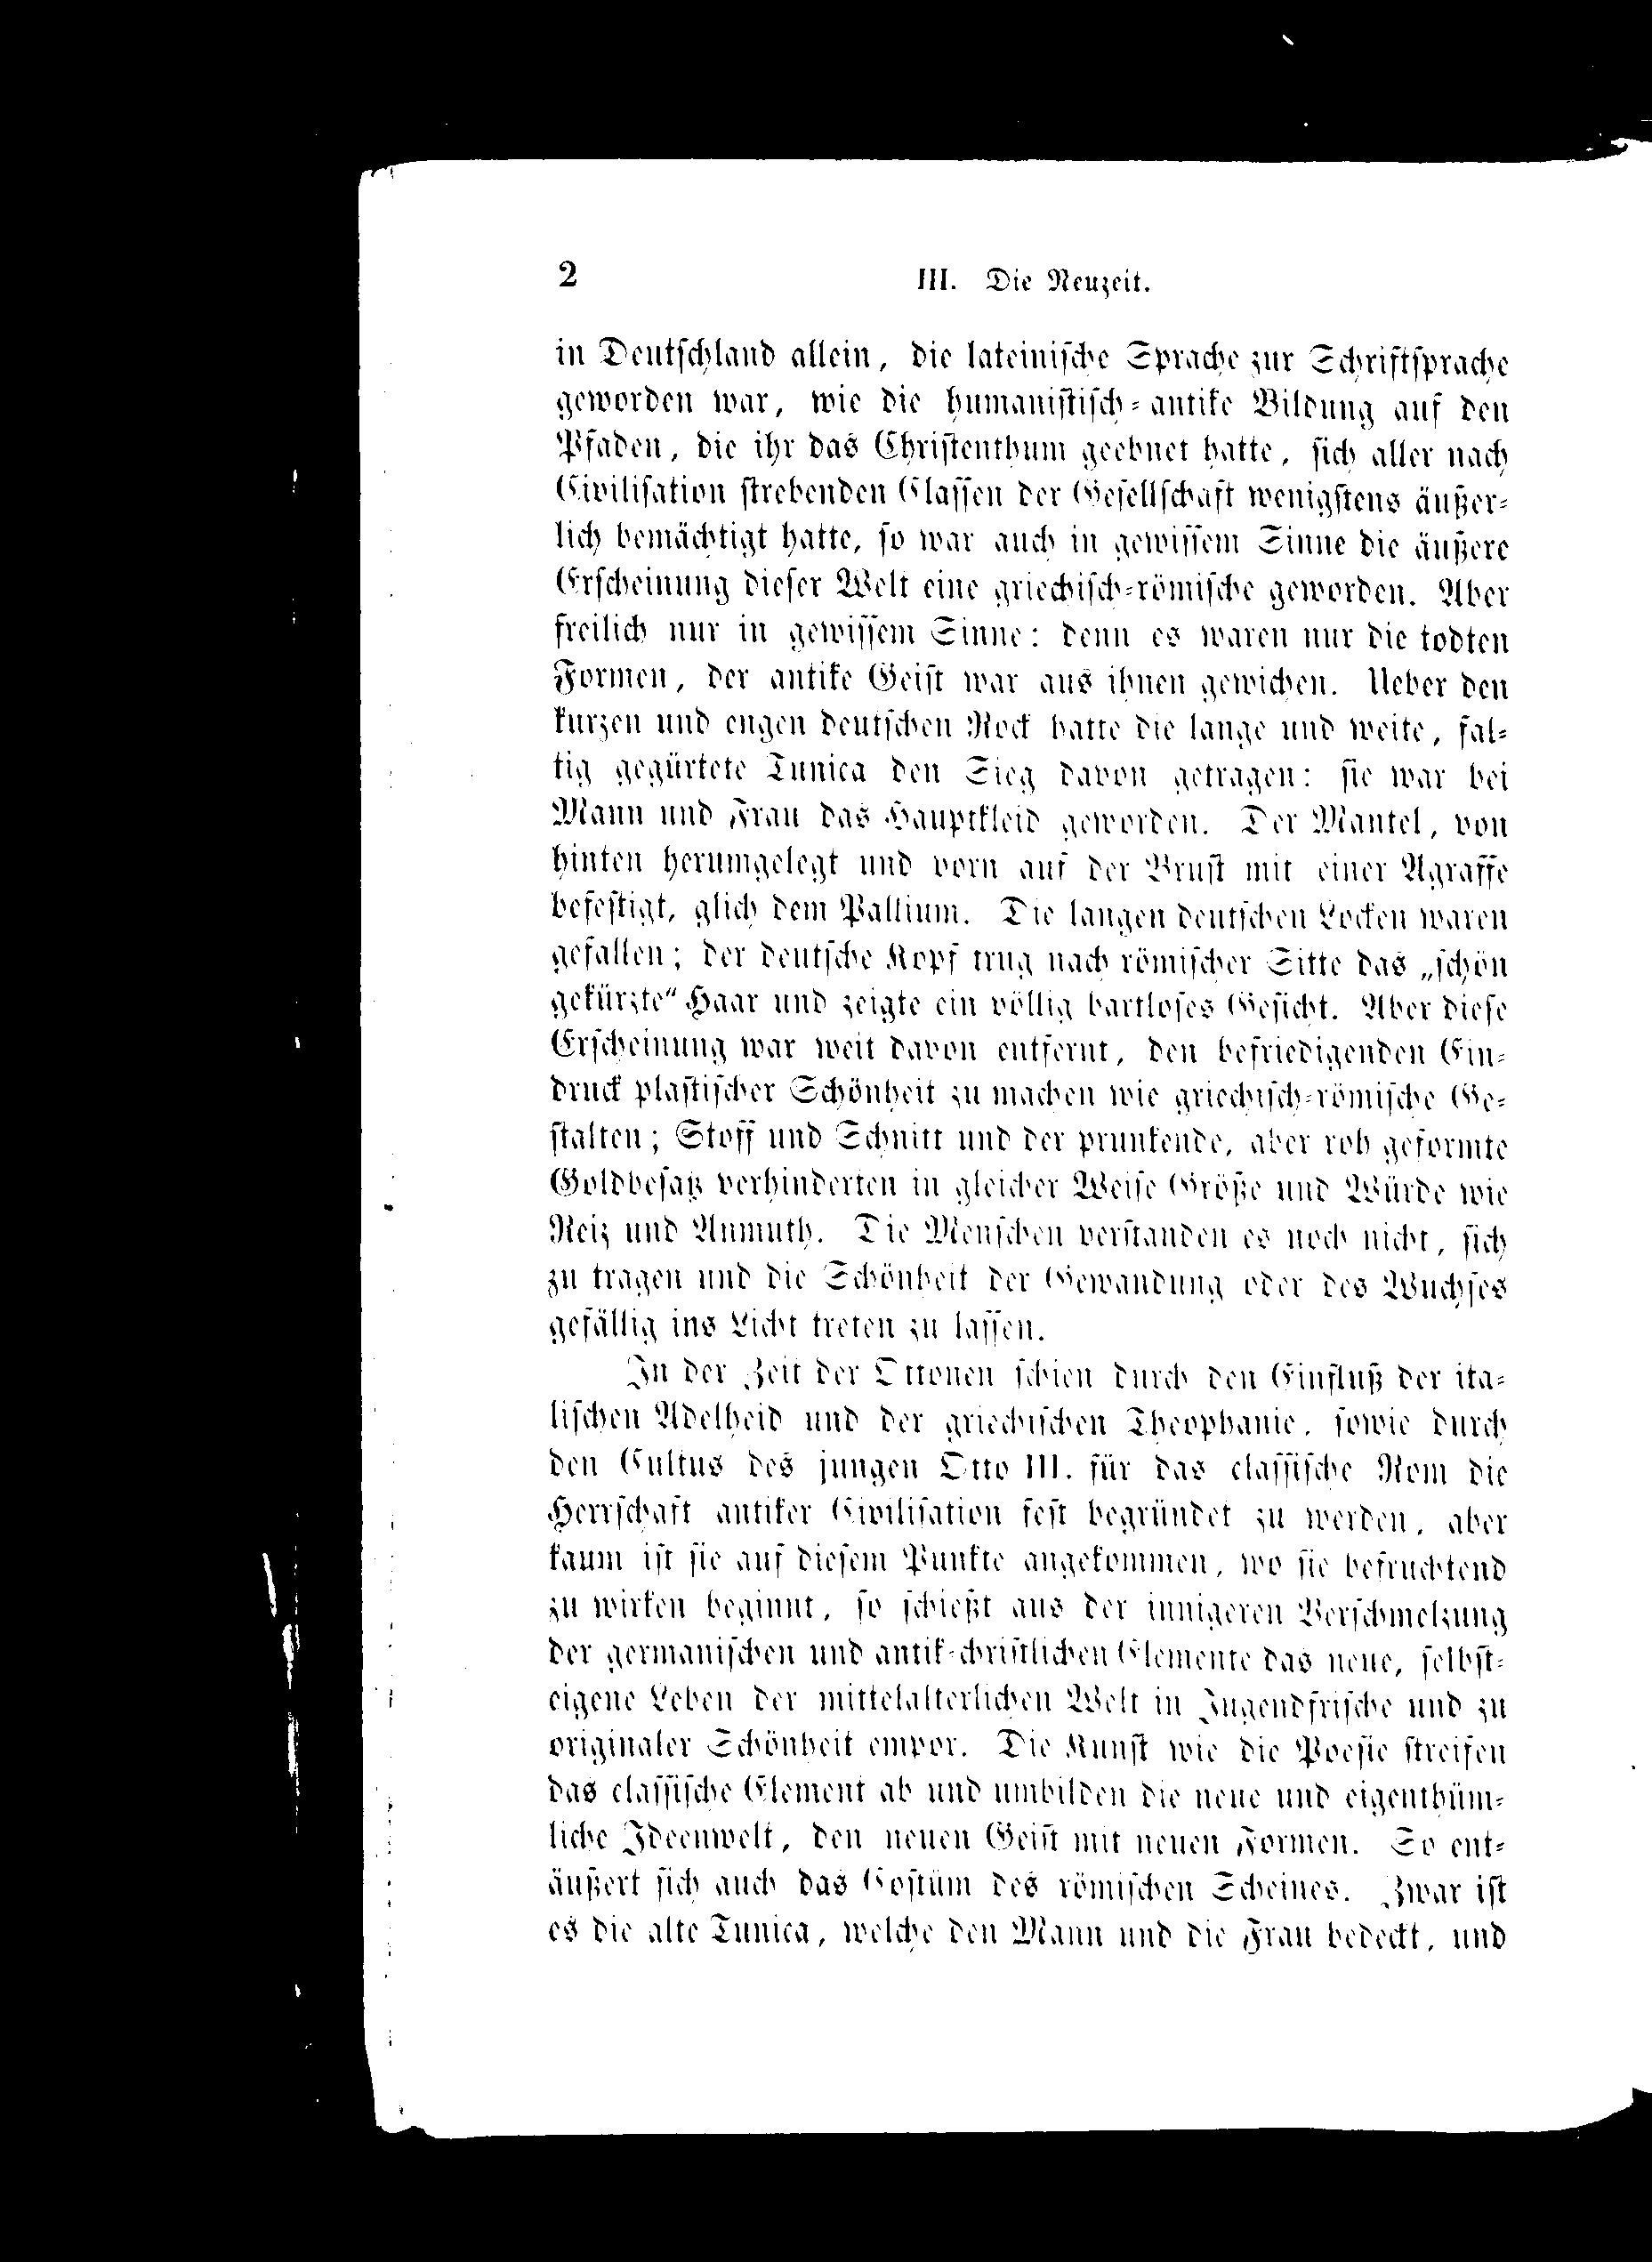 2
III. Die Neuzeit.
in Deutschland allein, die lateinische Sprache zur Schriftsprache
geworden war, wie die humanistisch-antike Bildung auf den
Pfaden, die ihr das Christenthum geebnet hatte, sich aller nach
Civilisation strebenden Classen der Gesellschaft wenigstens äußer-
lich bemächtigt hatte, so war auch in gewissem Sinne die äußere
Erscheinung dieser Welt eine griechisch-römische geworden. Aber
freilich nur in gewissem Sinne: denn es waren nur die todten
Formen, der antike Geist war aus ihnen gewichen. Ueber den
kurzen und engen deutschen Rock hatte die lange und weite, fal-
tig gegürtete Tunica den Sieg davon getragen: sie war bei
Mann und Frau das Hauptkleid geworden. Der Mantel, von
hinten herumgelegt und vorn auf der Brust mit einer Agraffe
befestigt, glich dem Pallium. Die langen deutschen Locken waren
gefallen; der deutsche Kopf trug nach römischer Sitte das „schön
gekürzte“ Haar und zeigte ein völlig bartloses Gesicht. Aber diese
Erscheinung war weit davon entfernt, den befriedigenden Ein-
druck plastischer Schönheit zu machen wie griechisch-römische Ge-
stalten; Stoff und Schnitt und der prunkende, aber roh geformte
Goldbesatz verhinderten in gleicher Weise Größe und Würde wie
Reiz und Anmuth. Die Menschen verstanden es noch nicht, sich
zu tragen und die Schönheit der Gewandung oder des Wuchses
gefällig ins Licht treten zu lassen.
In der Zeit der Ottonen schien durch den Einfluß der ita-
lischen Adelheid und der griechischen Theophanie, sowie durch
den Cultus des jungen Otto III. für das classische Rom die
Herrschaft antiker Civilisation fest begründet zu werden, aber
kaum ist sie auf diesem Punkte angekommen, wo sie befruchtend
zu wirken beginnt, so schießt aus der innigeren Verschmelzung
der germanischen und antik-christlichen Elemente das neue, selbst-
eigene Leben der mittelalterlichen Welt in Jugendfrische und zu
originaler Schönheit empor. Die Kunst wie die Poesie streifen
das classische Element ab und umbilden die neue und eigenthüm-
liche Ideenwelt, den neuen Geist mit neuen Formen. So ent-
äußert sich auch das Costüm des römischen Scheines. Zwar ist
es die alte Tunica, welche den Mann und die Frau bedeckt, und